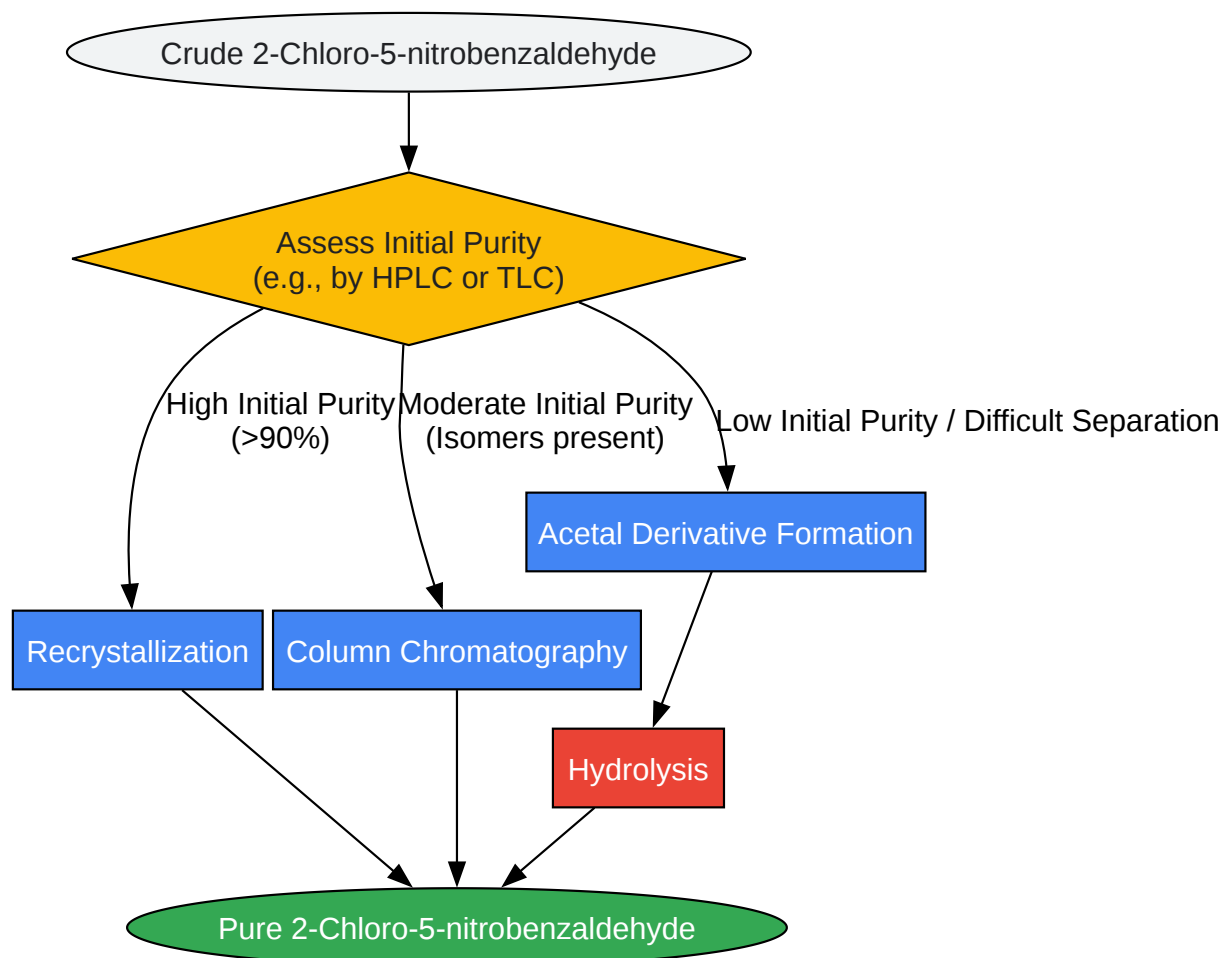 Crude 2-Chloro-5-nitrobenzaldehyde
Assess Initial Purity
(e.g., by HPLC or TLC)
High Initial Purity
(>90%)
Moderate Initial Purity
(Isomers present)
Low Initial Purity / Difficult Separation
Acetal Derivative Formation
Recrystallization
Column Chromatography
Hydrolysis
Pure 2-Chloro-5-nitrobenzaldehyde